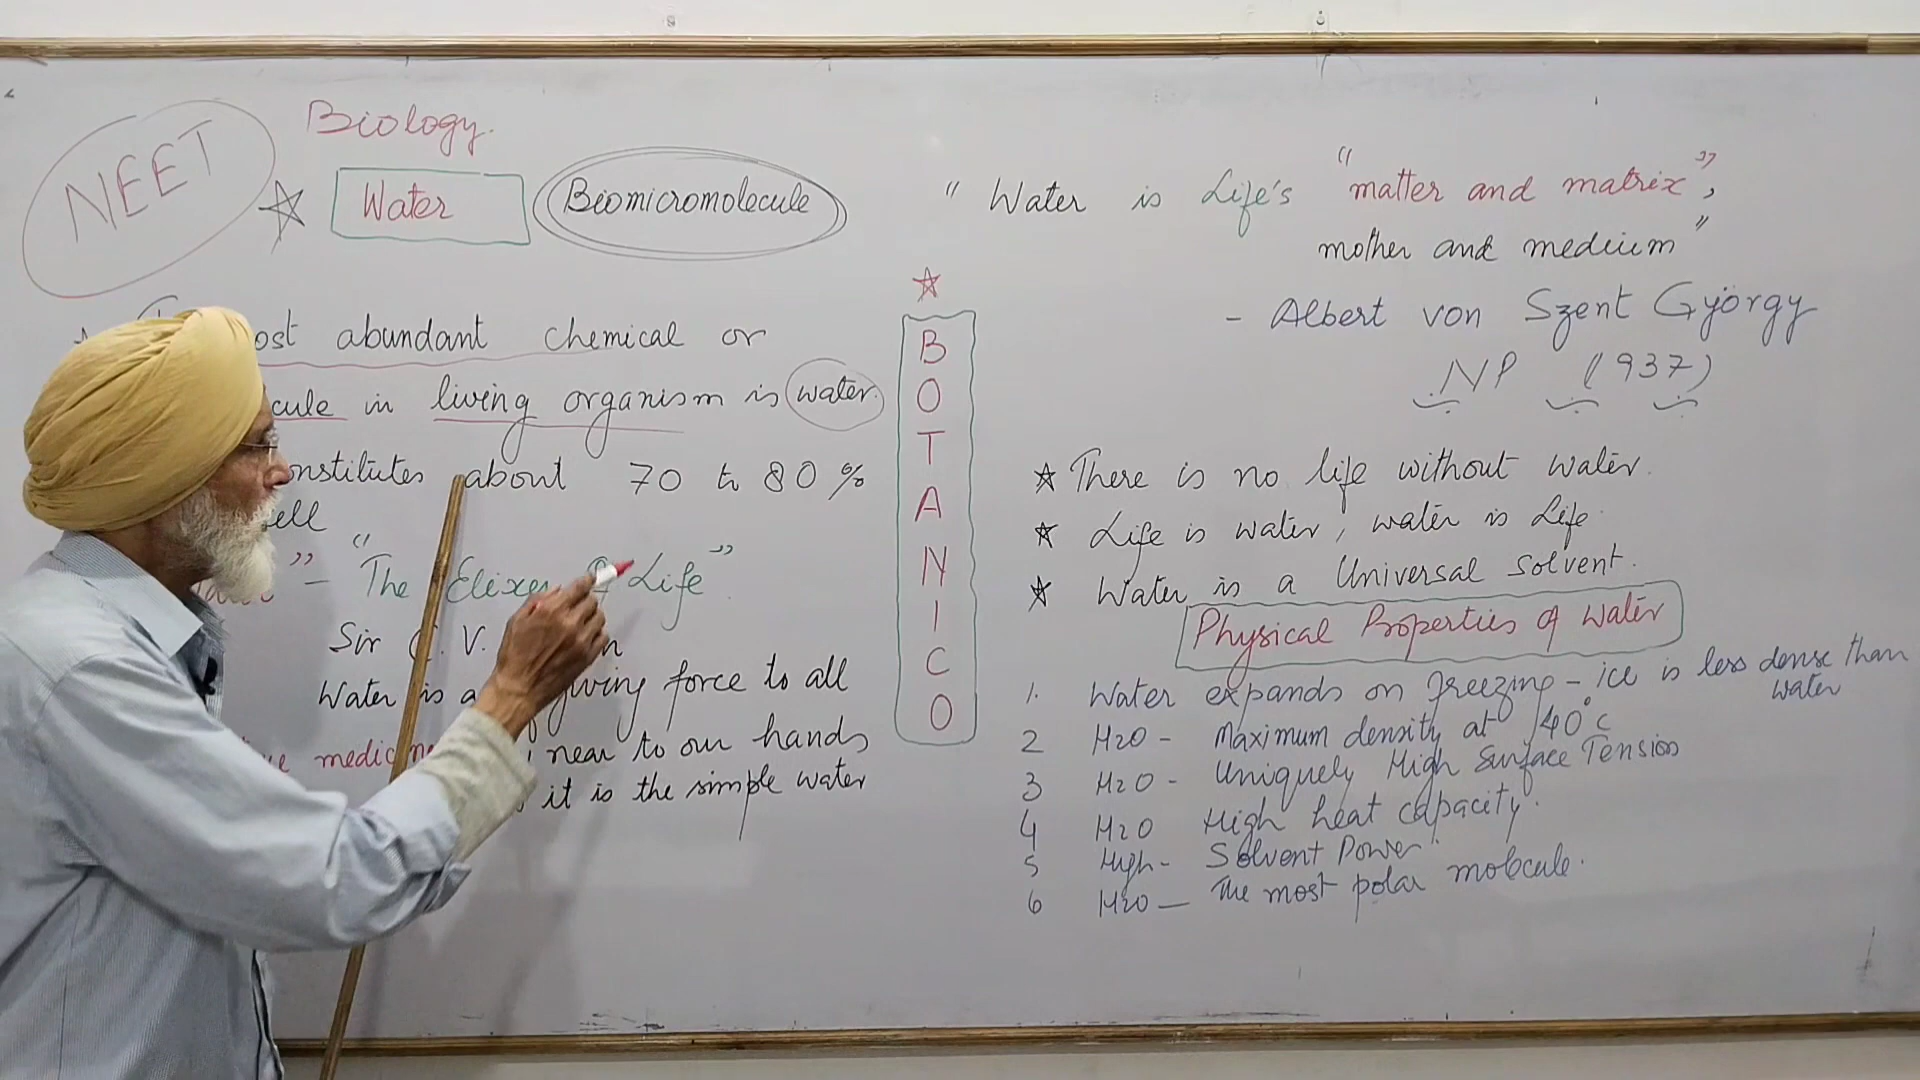 NEET
Biology.
Water Biomicromolecule
ost abundant chemical or
cule in living organism is water.
onstitutes about 70 to 80 %
ell
" – "The Elixer Of Life".
Sir C. V. n
Water is a giving force to all
medic near to our hands
it is the simple water
BOTANICO
"Water is Life's "matter and matrix",
mother and medium"
- Albert von Szent György
NP (1937)
There is no life without water.
Life is water, water is Life.
Water is a Universal Solvent.
Physical Properties of Water
1. Water expands on freezing – ice is less dense than
water
2 H2O - Maximum density at 40°C
3 H2O - Uniquely High Surface Tension
4 H2O High heat capacity.
5 High- Solvent Power
6 H2O — The most polar molecule.